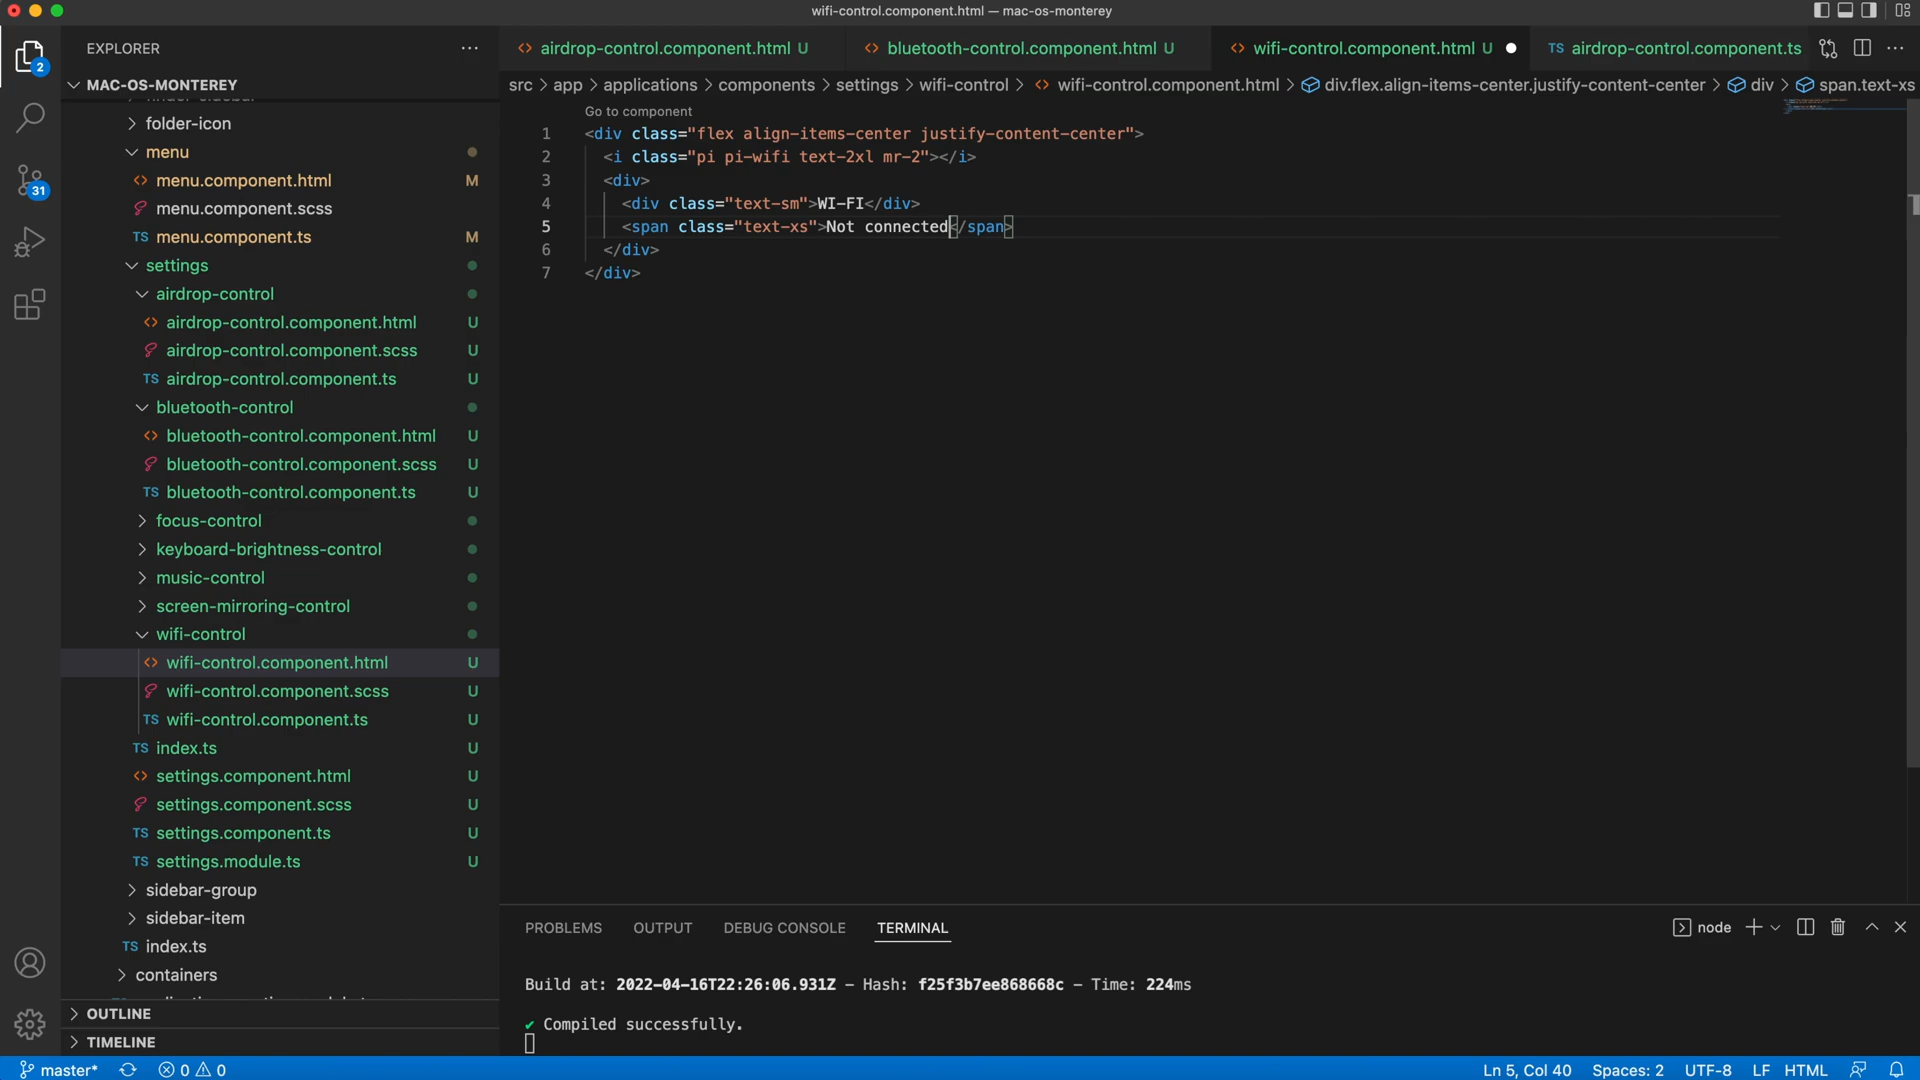 wifi-control.component.html — mac-os-monterey
EXPLORER
airdrop-control.component.html U
bluetooth-control.component.html U
wifi-control.component.html U
TS airdrop-control.component.ts
2
MAC-OS-MONTEREY
src > app > applications > components > settings > wifi-control > wifi-control.component.html > div.flex.align-items-center.justify-content-center > div > span.text-xs
folder-icon
menu
menu.component.html M
menu.component.scss
TS menu.component.ts M
settings
airdrop-control
airdrop-control.component.html U
airdrop-control.component.scss U
TS airdrop-control.component.ts U
bluetooth-control
bluetooth-control.component.html U
bluetooth-control.component.scss U
TS bluetooth-control.component.ts U
focus-control
keyboard-brightness-control
music-control
screen-mirroring-control
wifi-control
wifi-control.component.html U
wifi-control.component.scss U
TS wifi-control.component.ts U
TS index.ts U
settings.component.html U
settings.component.scss U
TS settings.component.ts U
TS settings.module.ts U
sidebar-group
sidebar-item
TS index.ts
containers
OUTLINE
TIMELINE
31
Go to component
1 <div class="flex align-items-center justify-content-center">
2 <i class="pi pi-wifi text-2xl mr-2"></i>
3 <div>
4 <div class="text-sm">WI-FI</div>
5 <span class="text-xs">Not connected</span>
6 </div>
7 </div>
PROBLEMS OUTPUT DEBUG CONSOLE TERMINAL
node
Build at: 2022-04-16T22:26:06.931Z - Hash: f25f3b7ee868668c - Time: 224ms
✔ Compiled successfully.
master* 0 0
Ln 5, Col 40 Spaces: 2 UTF-8 LF HTML